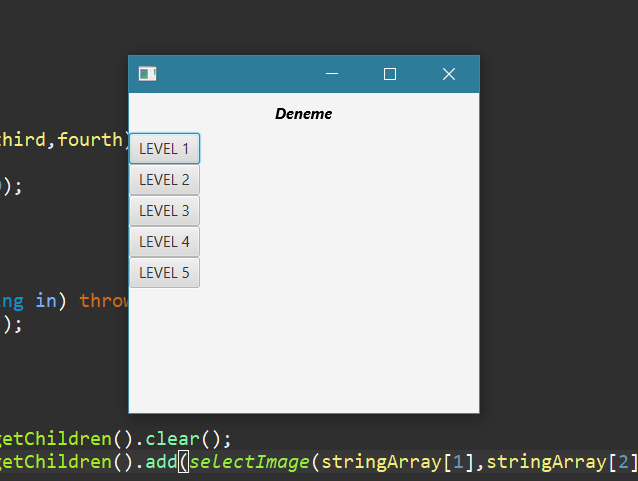 Deneme
third,fourth)
LEVEL 1
LEVEL 2
);
LEVEL 3
LEVEL 4
LEVEL 5
ng in) throw
);
getChildren().clear();
getChildren().add(selectImage(stringArray[1],stringArray[2]